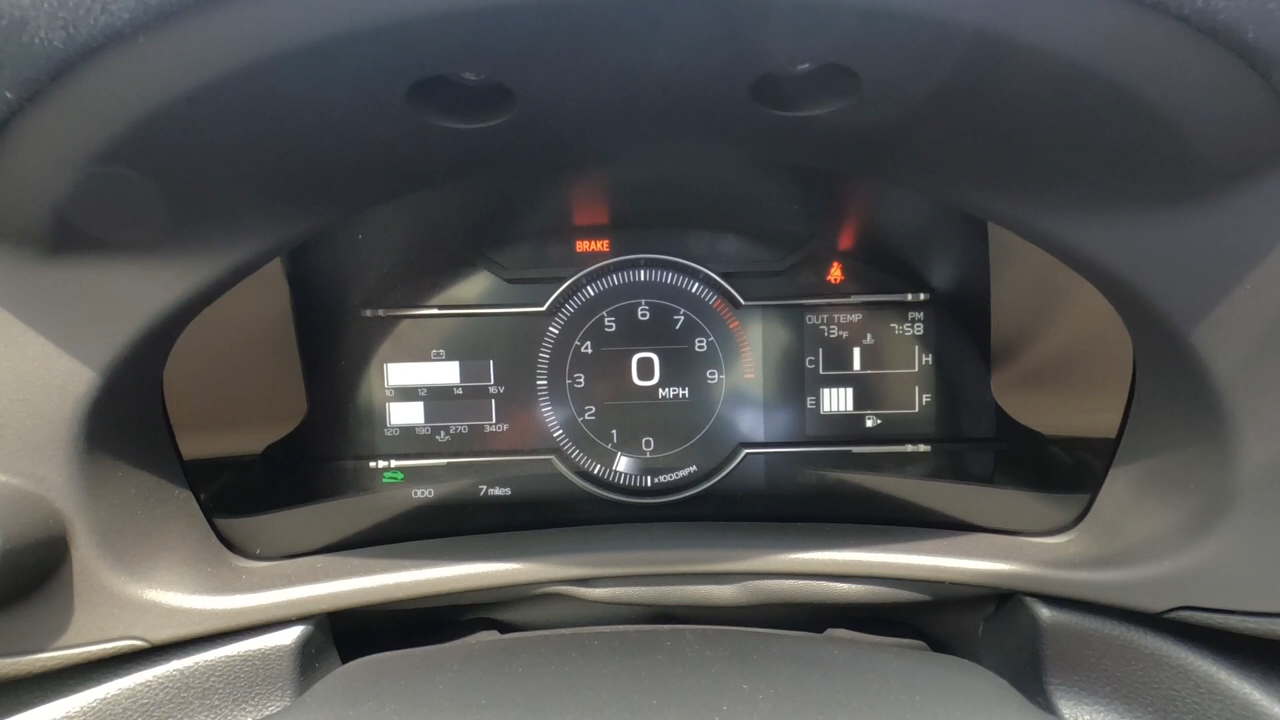 BRAKE
OUT TEMP PM
73°F 7:58
C H
E F
10 12 14 16V
120 190 270 340°F
0 1 2 3 4 5 6 7 8 9
0
MPH
x1000RPM
ODO 7 miles